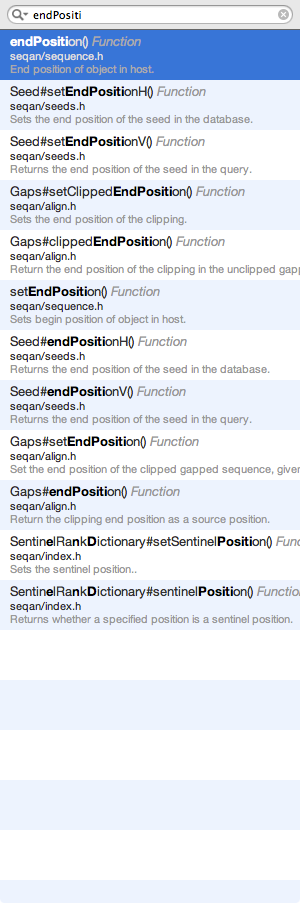 endPositi
endPosition() Function
seqan/sequence.h
End position of object in host.
Seed#setEndPositionH() Function
seqan/seeds.h
Sets the end position of the seed in the database.
Seed#setEndPositionV() Function
seqan/seeds.h
Returns the end position of the seed in the query.
Gaps#setClippedEndPosition() Function
seqan/align.h
Sets the end position of the clipping.
Gaps#clippedEndPosition() Function
seqan/align.h
Return the end position of the clipping in the unclipped gapp
setEndPosition() Function
seqan/sequence.h
Sets begin position of object in host.
Seed#endPositionH() Function
seqan/seeds.h
Returns the end position of the seed in the database.
Seed#endPositionV() Function
seqan/seeds.h
Returns the end position of the seed in the query.
Gaps#setEndPosition() Function
seqan/align.h
Set the end position of the clipped gapped sequence, given
Gaps#endPosition() Function
seqan/align.h
Return the clipping end position as a source position.
SentinelRankDictionary#setSentinelPosition() Func
seqan/index.h
Sets the sentinel position..
SentinelRankDictionary#sentinelPosition() Function
seqan/index.h
Returns whether a specified position is a sentinel position.